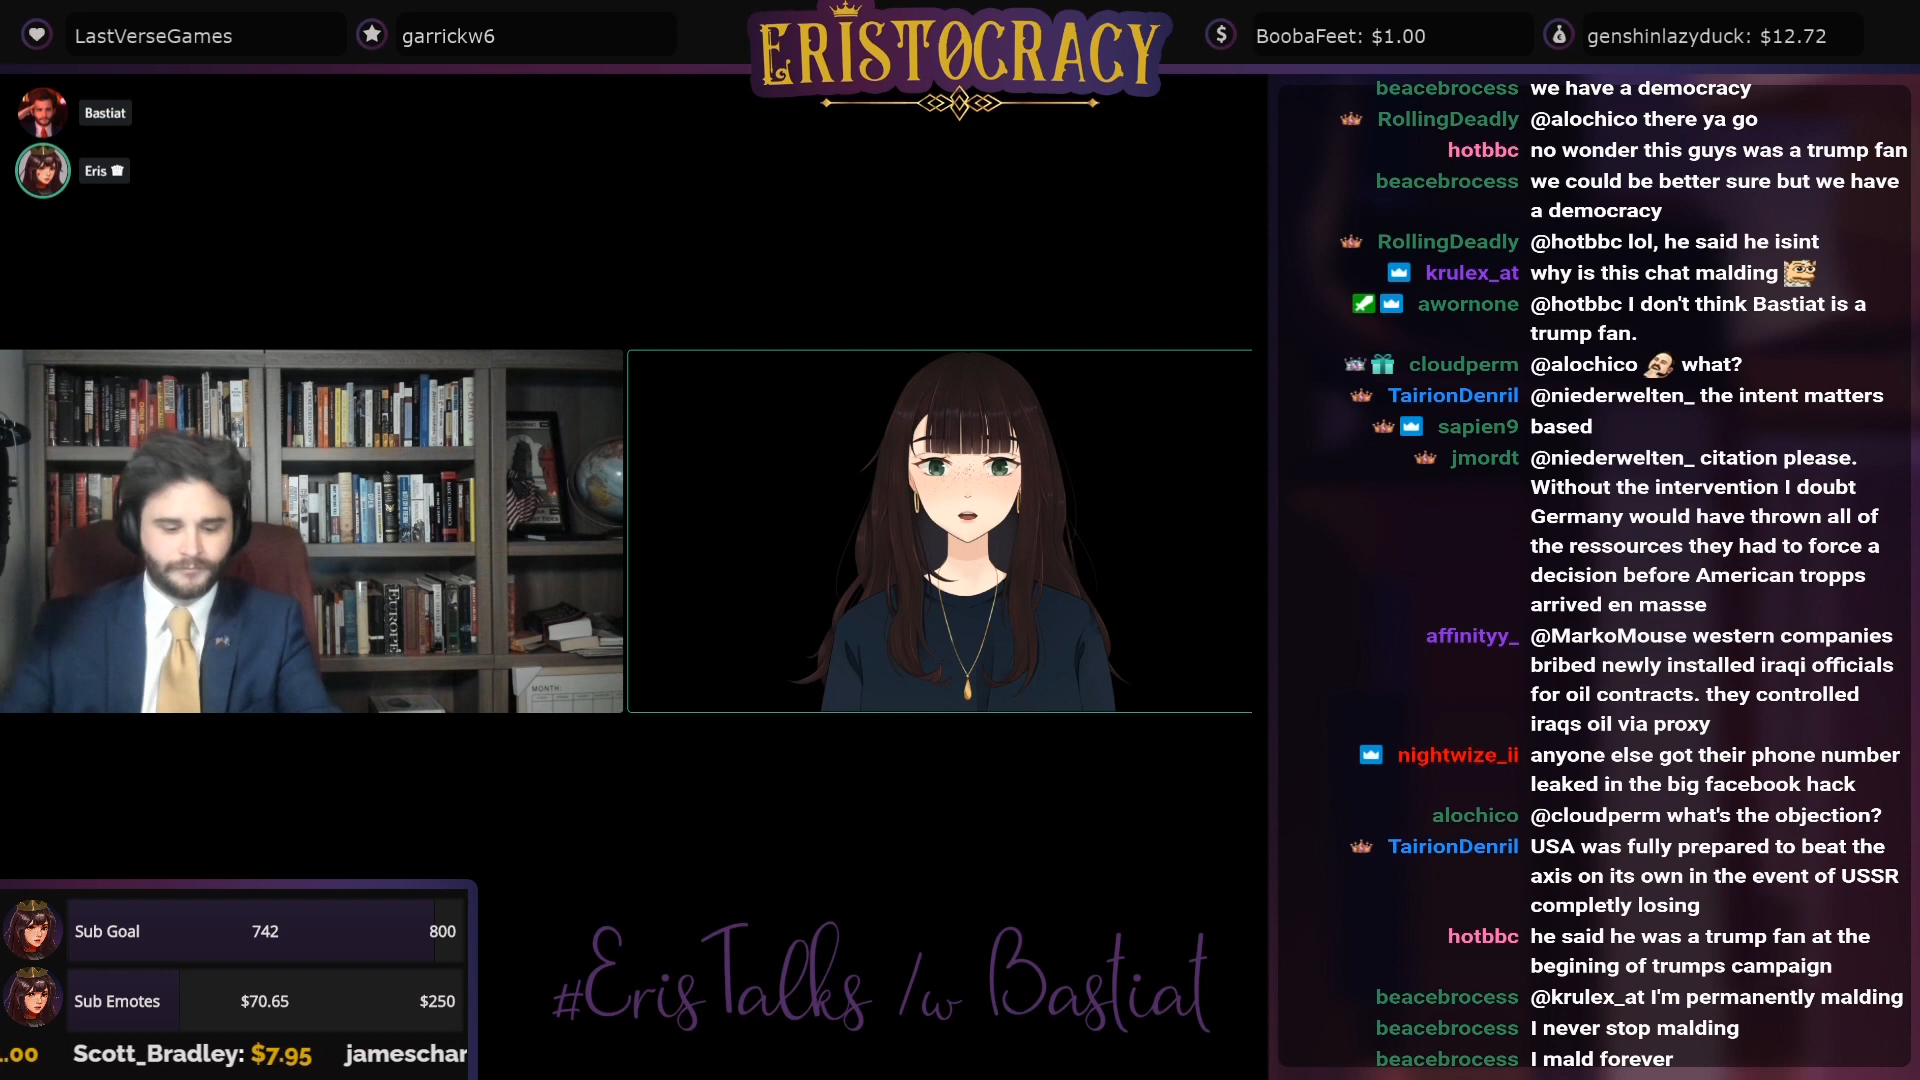 LastVerseGames
garrickw6
ERISTOCRACY
BoobaFeet: $1.00
genshinlazyduck: $12.72
Bastiat
Eris
beacebrocess we have a democracy
RollingDeadly @alochico there ya go
hotbbc no wonder this guys was a trump fan
beacebrocess we could be better sure but we have
a democracy
RollingDeadly @hotbbc lol, he said he isint
krulex_at why is this chat malding
awornone @hotbbc I don't think Bastiat is a
trump fan.
cloudperm @alochico what?
TairionDenril @niederwelten_ the intent matters
sapien9 based
jmordt @niederwelten_ citation please.
Without the intervention I doubt
Germany would have thrown all of
the ressources they had to force a
decision before American tropps
arrived en masse
affinityy_ @MarkoMouse western companies
bribed newly installed iraqi officials
for oil contracts. they controlled
iraqs oil via proxy
nightwize_ii anyone else got their phone number
leaked in the big facebook hack
alochico @cloudperm what's the objection?
TairionDenril USA was fully prepared to beat the
axis on its own in the event of USSR
completly losing
hotbbc he said he was a trump fan at the
begining of trumps campaign
beacebrocess @krulex_at I'm permanently malding
beacebrocess I never stop malding
beacebrocess I mald forever
EUROPE
MONTH:
Sub Goal 742 800
Sub Emotes $70.65 $250
.00 Scott_Bradley: $7.95 jameschar
#ErisTalks /w Bastiat